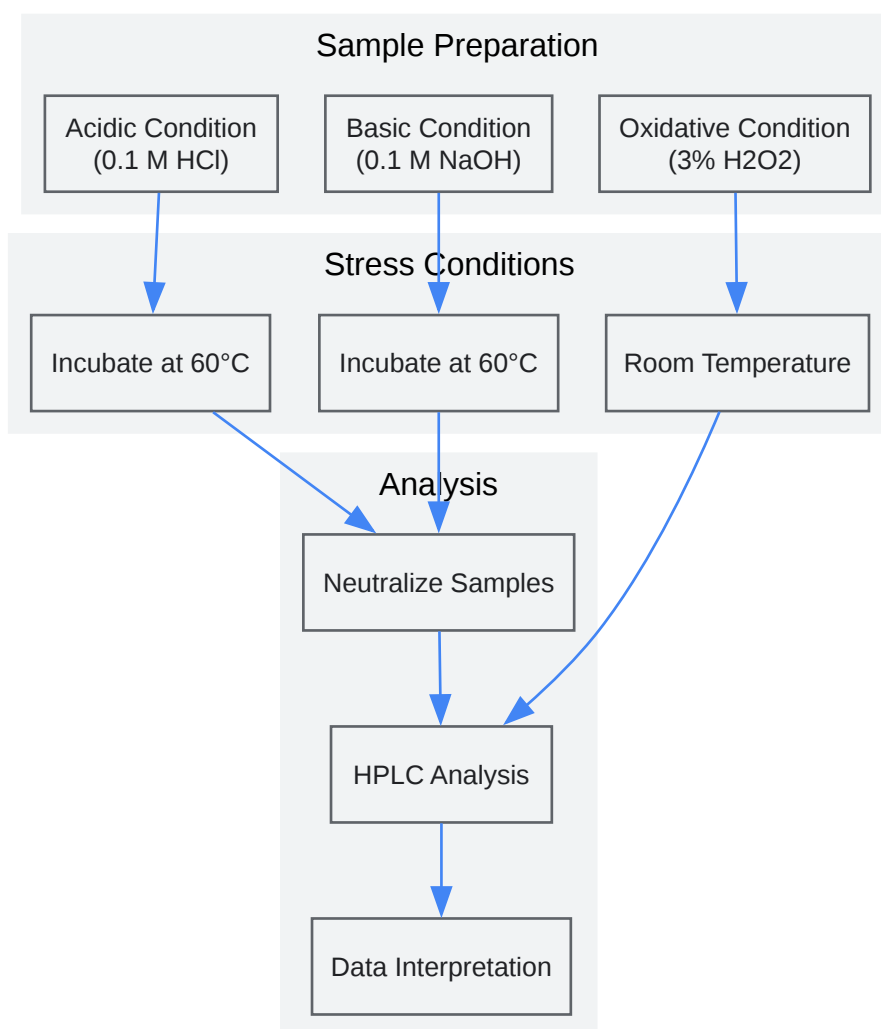 Sample Preparation
Acidic Condition
(0.1 M HCl)
Basic Condition
(0.1 M NaOH)
Oxidative Condition
(3% H2O2)
Stress Conditions
Incubate at 60°C
Incubate at 60°C
Room Temperature
Analysis
Neutralize Samples
HPLC Analysis
Data Interpretation